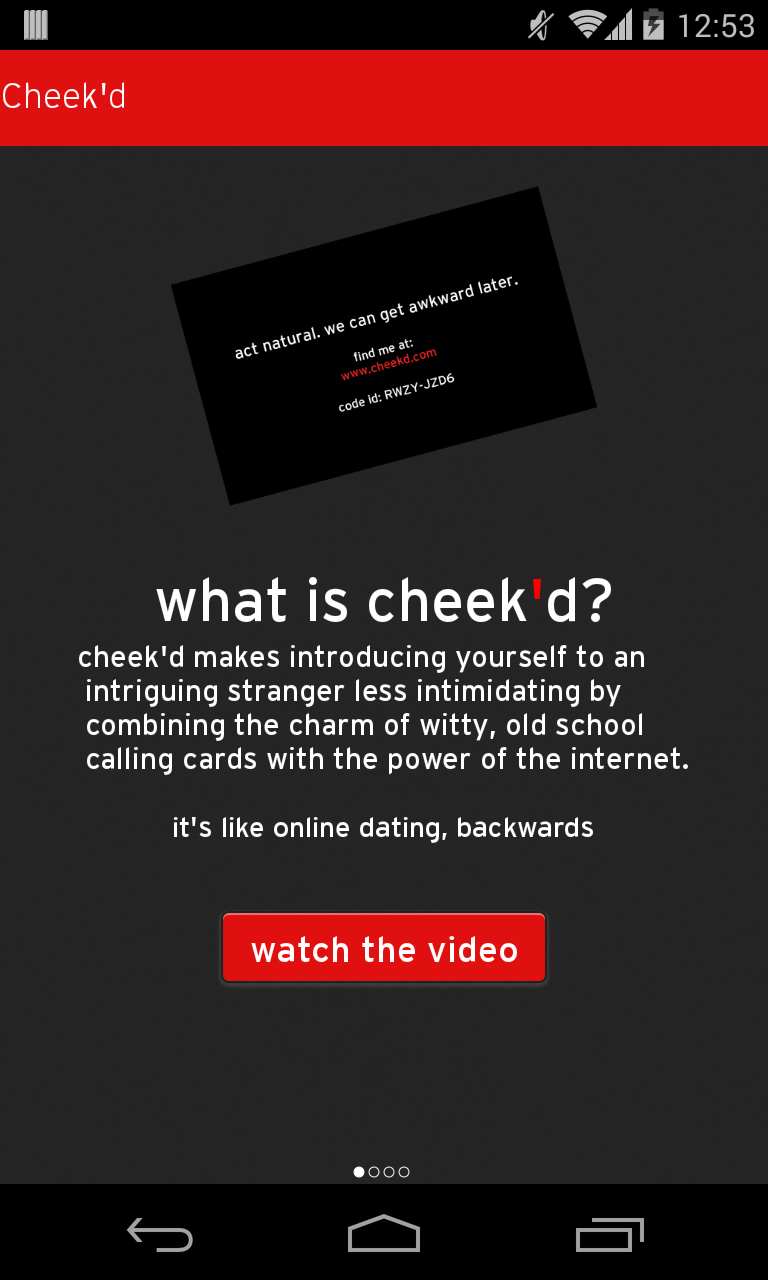 12:53
Cheek'd
act natural. we can get awkward later.
find me at:
www.cheekd.com
code id: RWZY-JZD6
what is cheek'd?
cheek'd makes introducing yourself to an
intriguing stranger less intimidating by
combining the charm of witty, old school
calling cards with the power of the internet.
it's like online dating, backwards
watch the video